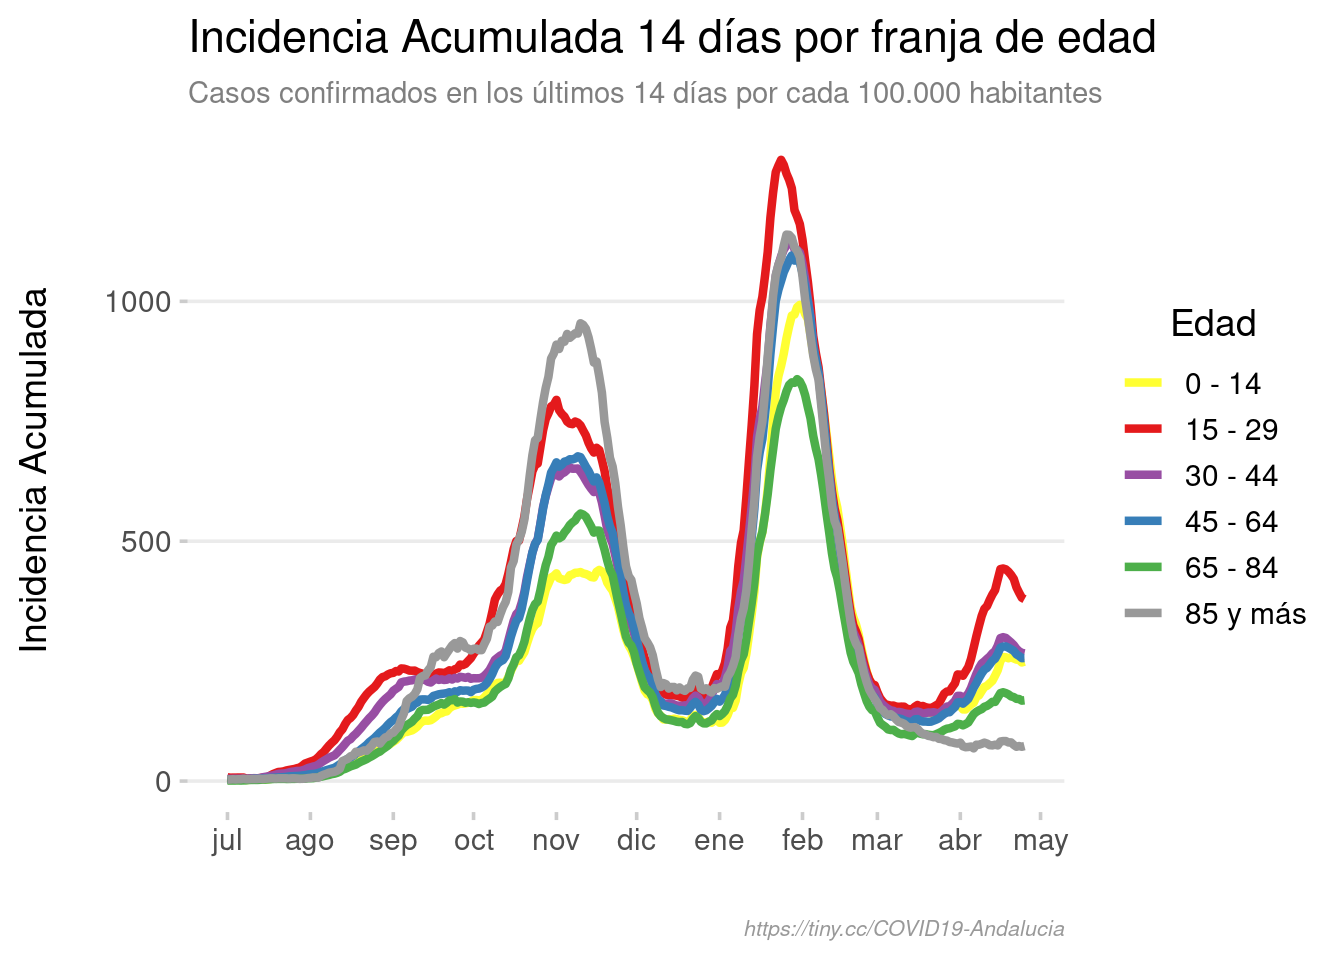 Incidencia Acumulada 14 días por franja de edad
Casos confirmados en los últimos 14 días por cada 100.000 habitantes
Incidencia Acumulada
1000
500
0
jul ago sep oct nov dic ene feb mar abr may
Edad
0 - 14
15 - 29
30 - 44
45 - 64
65 - 84
85 y más
https://tiny.cc/COVID19-Andalucia